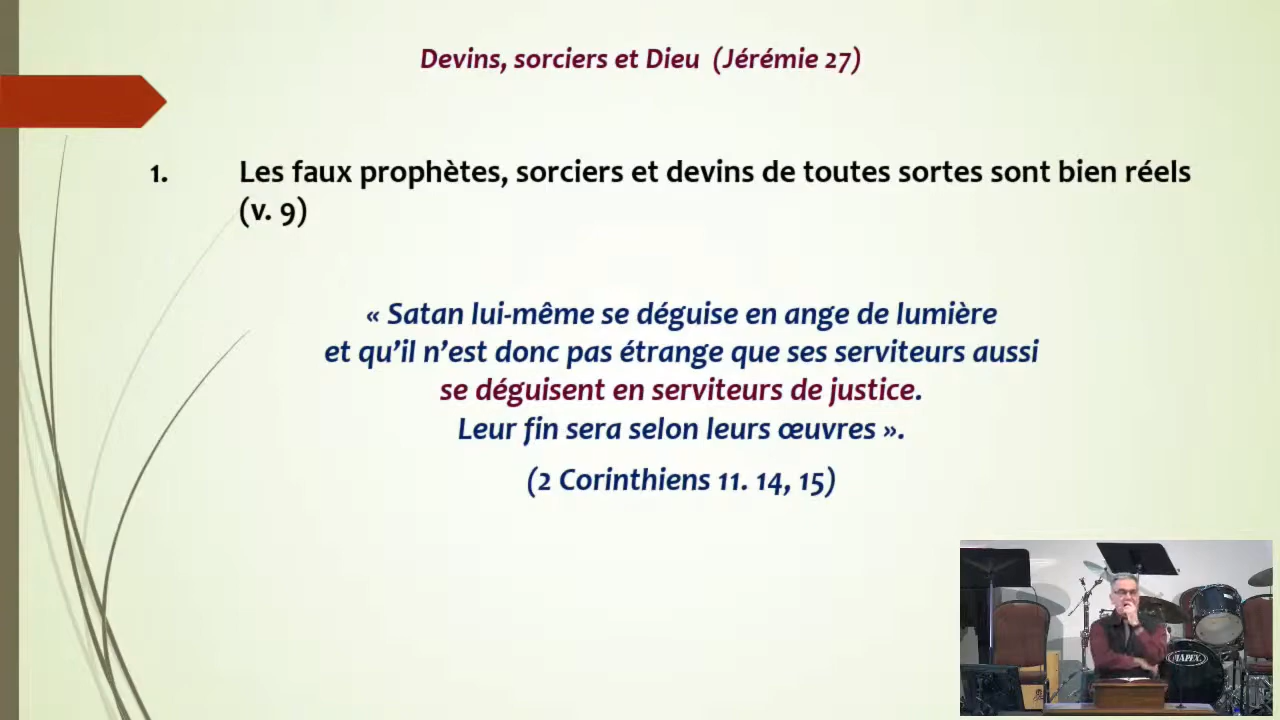 Devins, sorciers et Dieu (Jérémie 27)
1. Les faux prophètes, sorciers et devins de toutes sortes sont bien réels
(v. 9)
« Satan lui-même se déguise en ange de lumière
et qu’il n’est donc pas étrange que ses serviteurs aussi
se déguisent en serviteurs de justice.
Leur fin sera selon leurs œuvres ».
(2 Corinthiens 11. 14, 15)
MAPEX